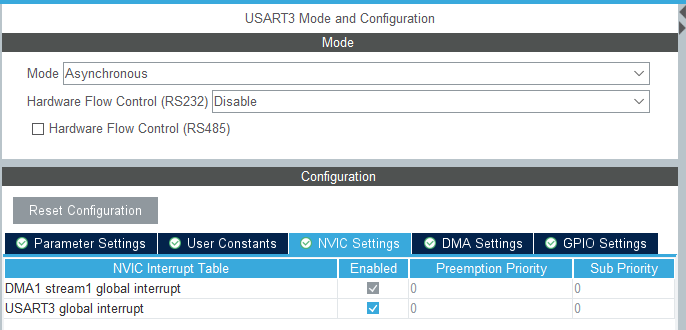 USART3 Mode and Configuration
Mode
Mode Asynchronous
Hardware Flow Control (RS232) Disable
Hardware Flow Control (RS485)
Configuration
Reset Configuration
Parameter Settings User Constants NVIC Settings DMA Settings GPIO Settings
NVIC Interrupt Table Enabled Preemption Priority Sub Priority
DMA1 stream1 global interrupt 0 0
USART3 global interrupt 0 0